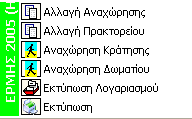 ΕΡΜΗΣ 2005 (Η
Αλλαγή Αναχώρησης
Αλλαγή Πρακτορείου
Αναχώρηση Κράτησης
Αναχώρηση Δωματίου
Εκτύπωση Λογαριασμού
Εκτύπωση